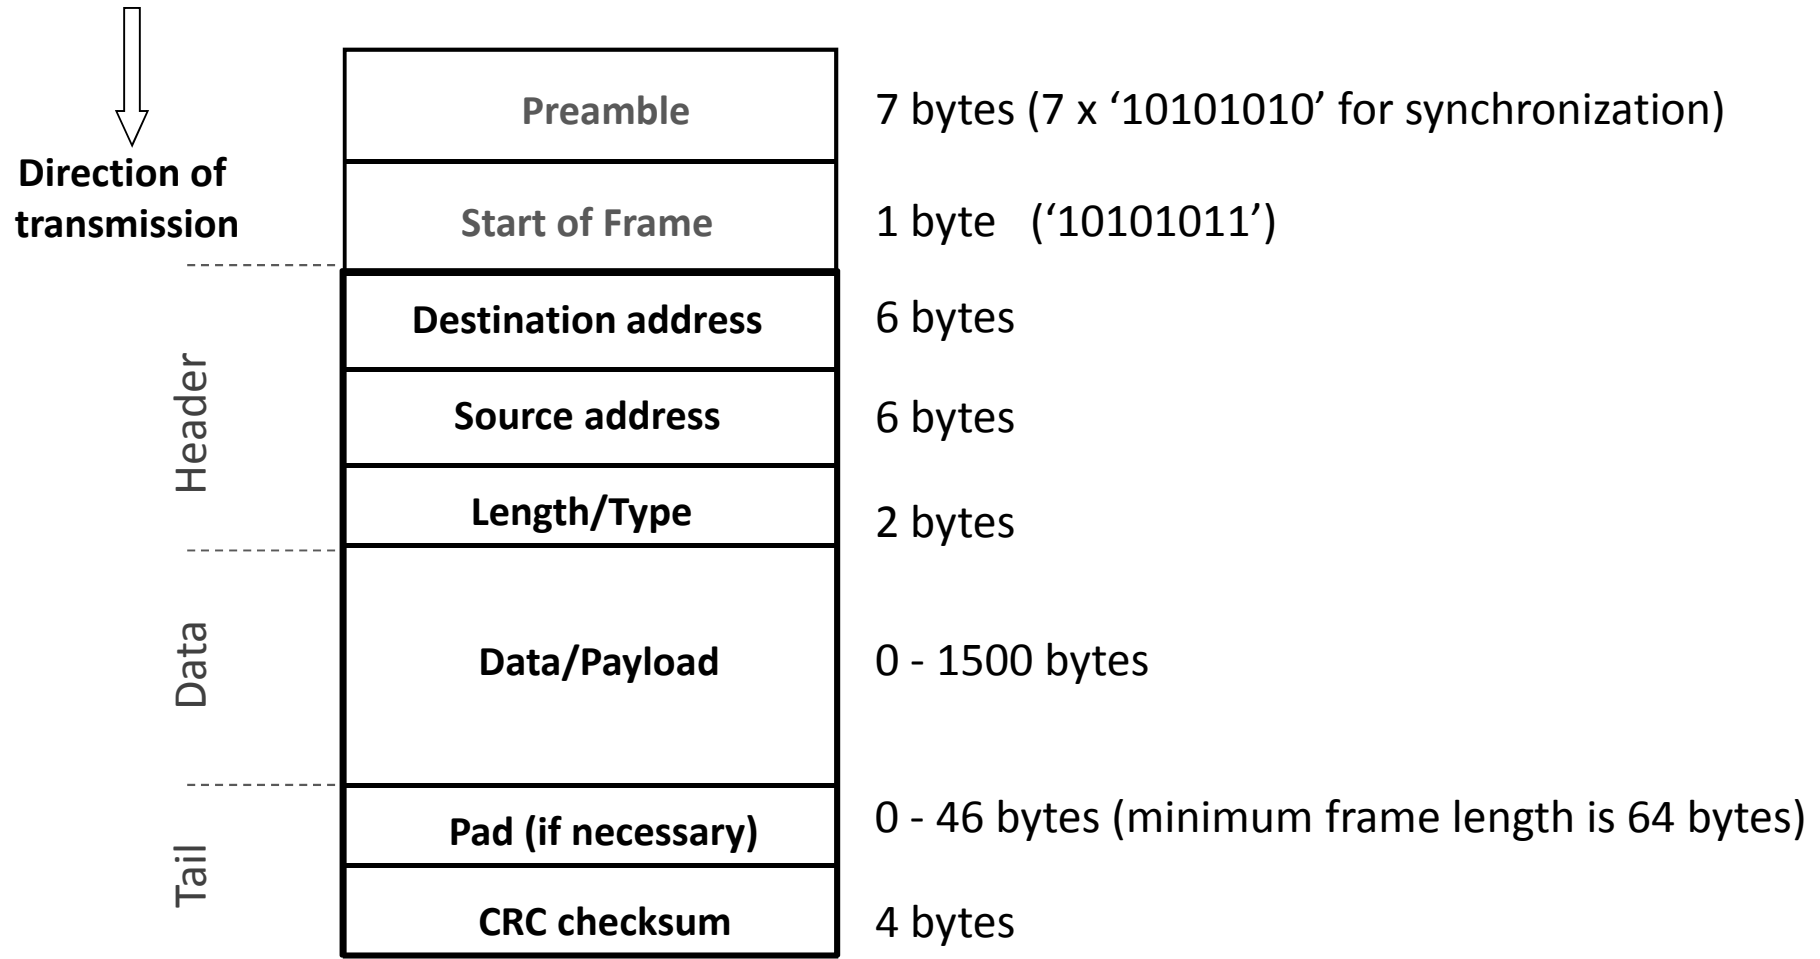 Preamble
7 bytes (7 x ‘10101010’ for synchronization)
Direction of
transmission
Start of Frame
1 byte   (‘10101011’)
Header
Destination address
6 bytes
Source address
6 bytes
Length/Type
2 bytes
Data
Data/Payload
0 - 1500 bytes
Tail
Pad (if necessary)
0 - 46 bytes (minimum frame length is 64 bytes)
CRC checksum
4 bytes